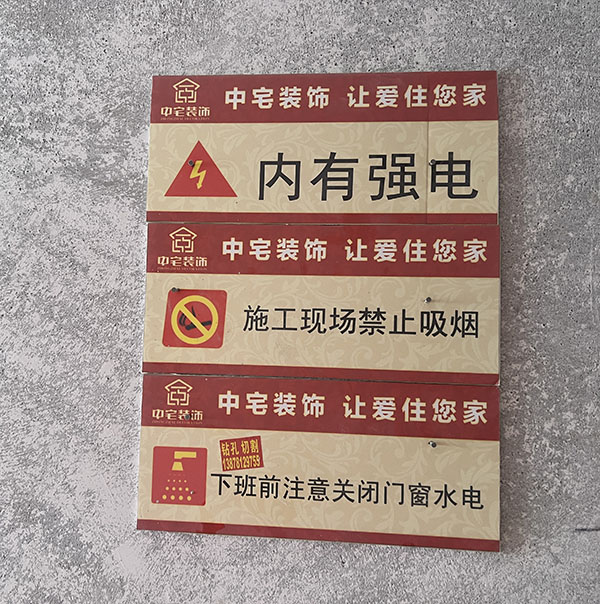 中宅装饰
中宅装饰 让爱住您家
内有强电
中宅装饰
中宅装饰 让爱住您家
施工现场禁止吸烟
中宅装饰
中宅装饰 让爱住您家
钻孔 切割
13878129759
下班前注意关闭门窗水电